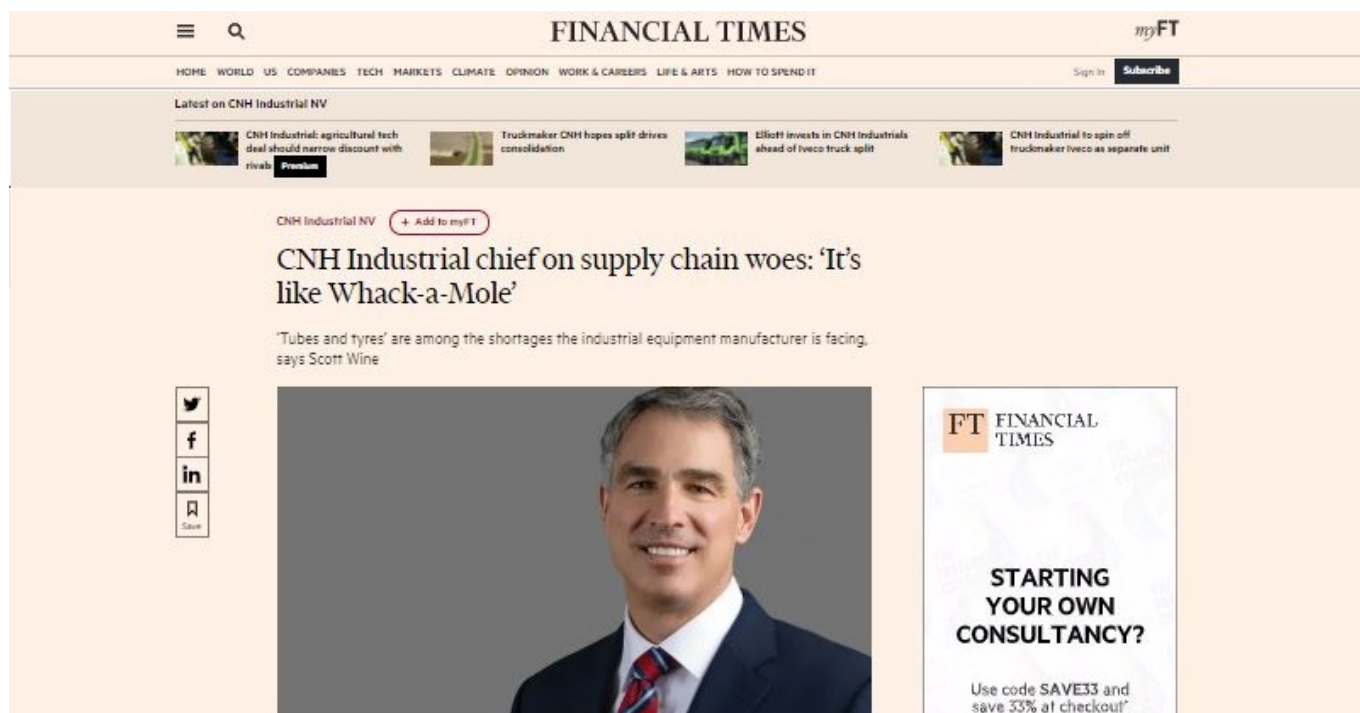 FINANCIAL TIMES
myFT
HOME WORLD US COMPANIES TECH MARKETS CLIMATE OPINION WORK & CAREERS LIFE & ARTS HOW TO SPEND IT
Sign In Subscribe
Latest on CNH Industrial NV
CNH Industrial: agricultural tech
deal should narrow discount with
rivals Premium
Truckmaker CNH hopes split drives
consolidation
Elliott invests in CNH Industrials
ahead of Iveco truck split
CNH Industrial to spin off
truckmaker Iveco as separate unit
CNH Industrial NV + Add to myFT
CNH Industrial chief on supply chain woes: ‘It’s
like Whack-a-Mole’
‘Tubes and tyres’ are among the shortages the industrial equipment manufacturer is facing,
says Scott Wine
f
in
Save
FT FINANCIAL
TIMES
STARTING
YOUR OWN
CONSULTANCY?
Use code SAVE33 and
save 33% at checkout*